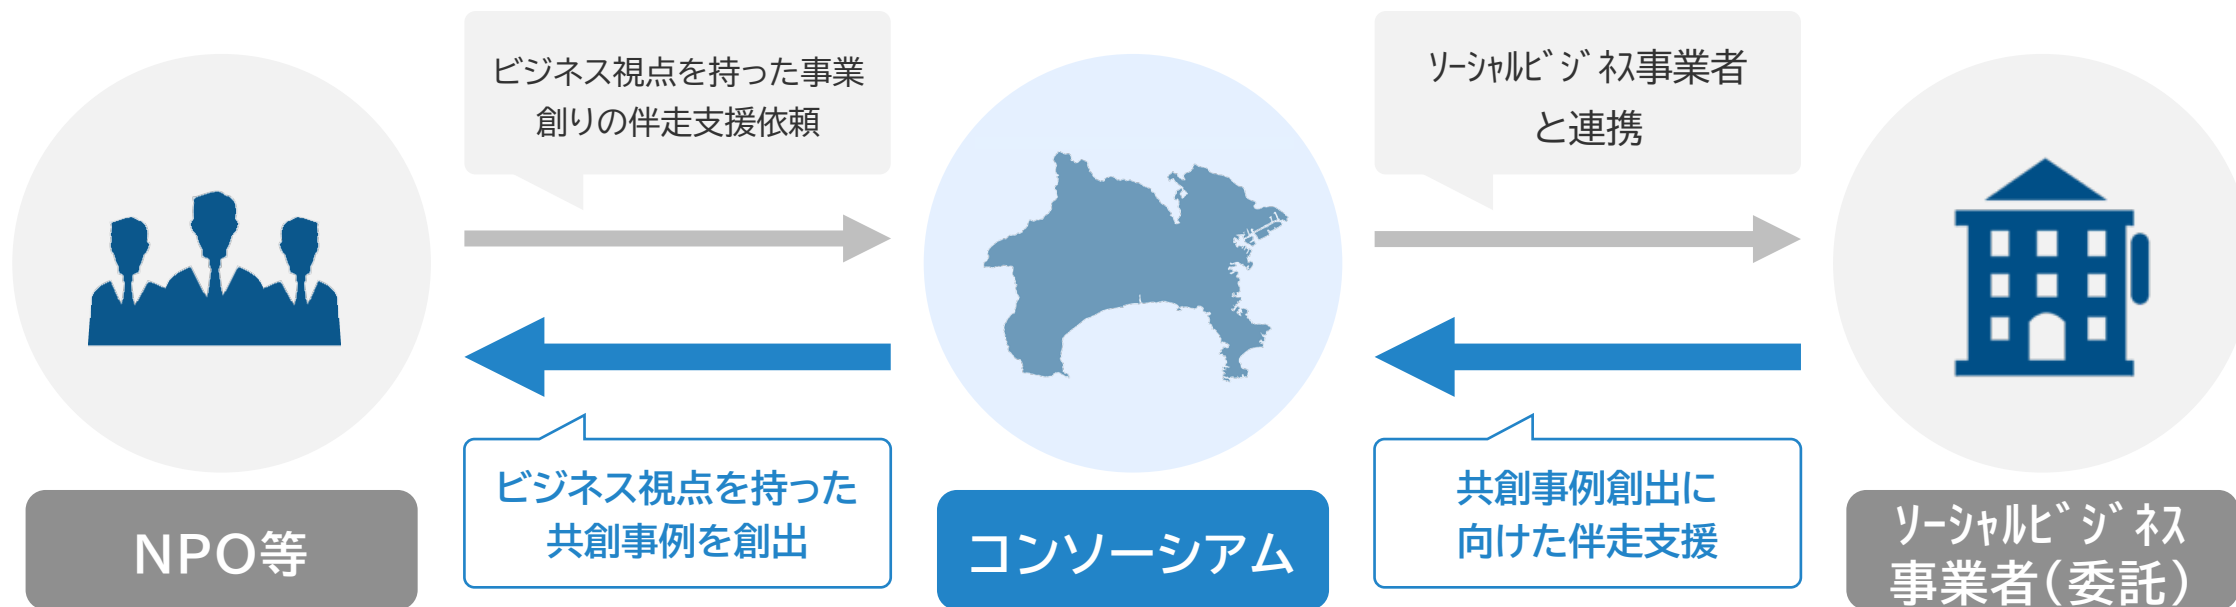 ビジネス視点を持った事業
創りの伴走支援依頼
ｿｰｼｬﾙﾋﾞｼﾞﾈｽ事業者
と連携
ビジネス視点を持った
共創事例を創出
共創事例創出に
向けた伴走支援
NPO等
コンソーシアム
ｿｰｼｬﾙﾋﾞｼﾞﾈｽ
事業者（委託）